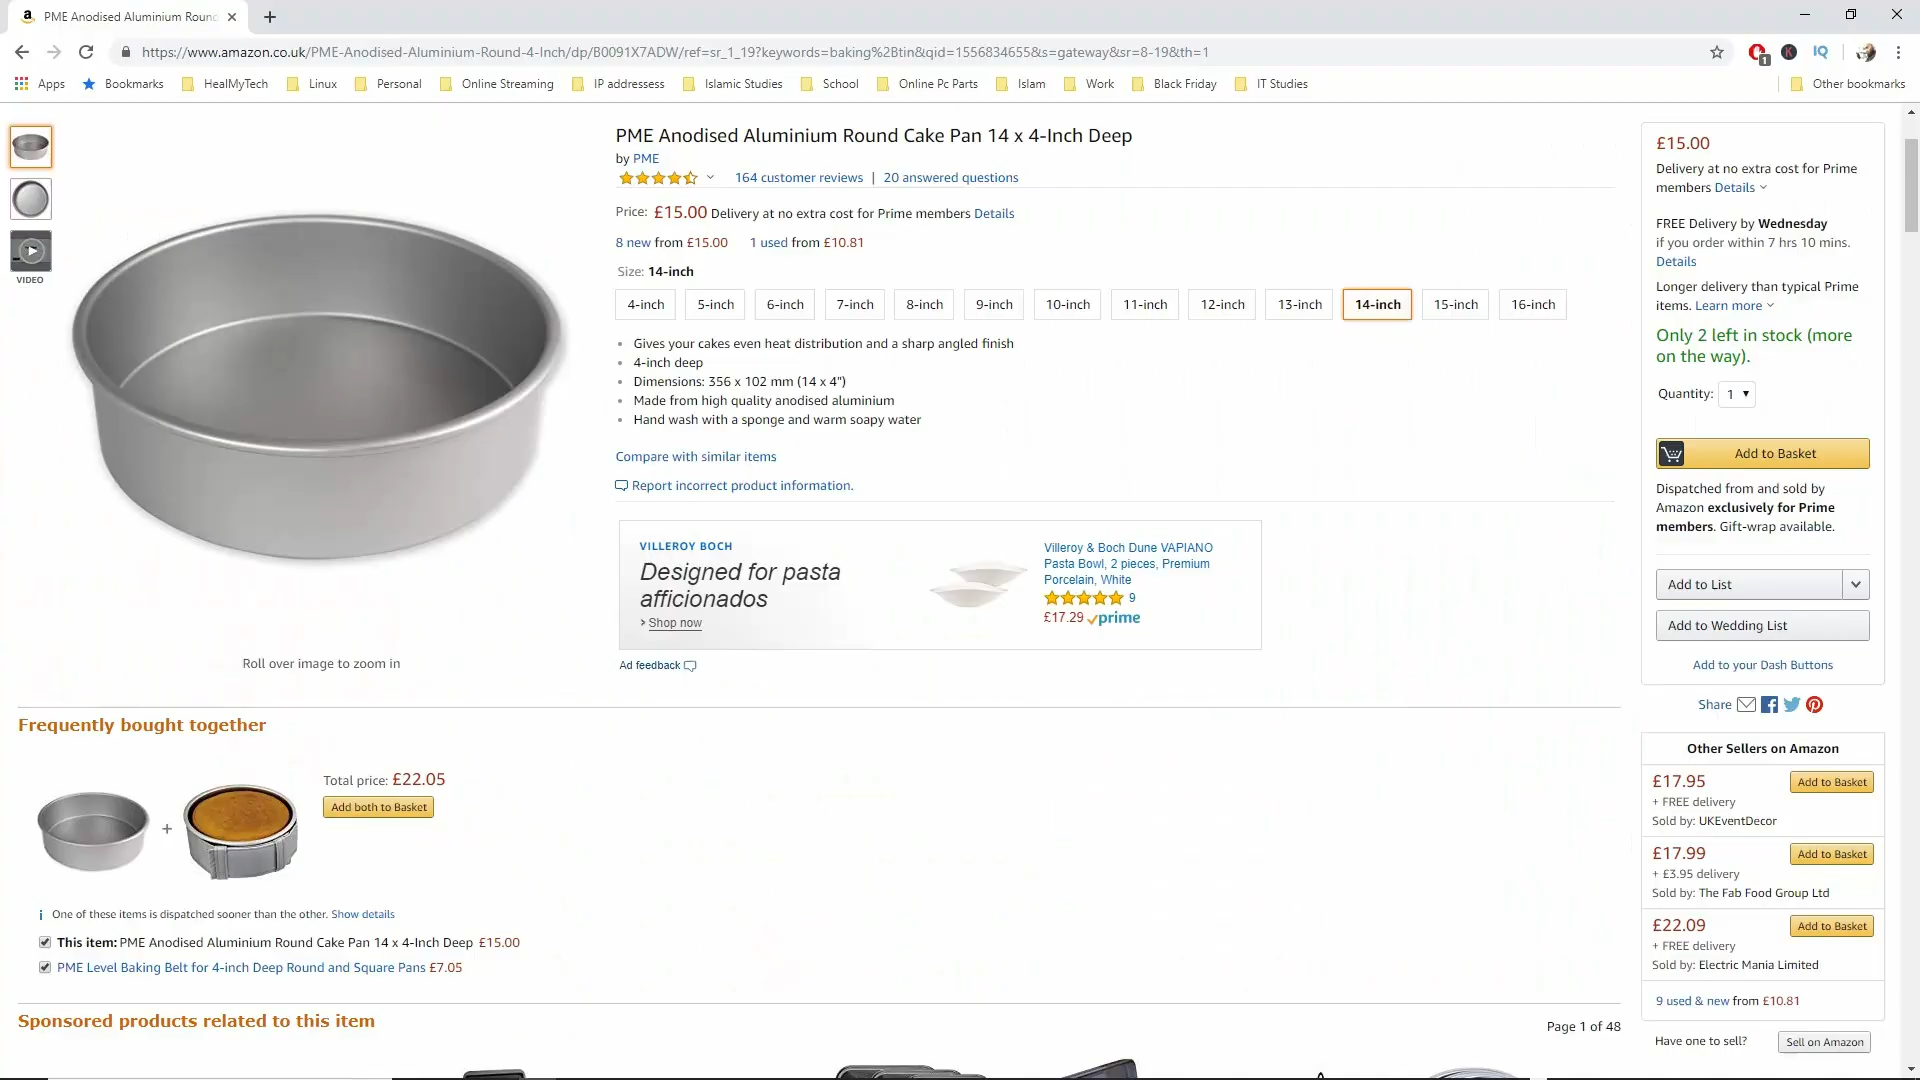 PME Anodised Aluminium Round
https://www.amazon.co.uk/PME-Anodised-Aluminium-Round-4-Inch/dp/B0091X7ADW/ref=sr_1_19?keywords=baking%2Btin&qid=1556834655&s=gateway&sr=8-19&th=1
1
K
IQ
Apps
Bookmarks
HealMyTech
Linux
Personal
Online Streaming
IP addressess
Islamic Studies
School
Online Pc Parts
Islam
Work
Black Friday
IT Studies
Other bookmarks
VIDEO
Roll over image to zoom in
PME Anodised Aluminium Round Cake Pan 14 x 4-Inch Deep
by PME
164 customer reviews | 20 answered questions
Price: £15.00 Delivery at no extra cost for Prime members Details
8 new from £15.00 1 used from £10.81
Size: 14-inch
4-inch
5-inch
6-inch
7-inch
8-inch
9-inch
10-inch
11-inch
12-inch
13-inch
14-inch
15-inch
16-inch
Gives your cakes even heat distribution and a sharp angled finish
4-inch deep
Dimensions: 356 x 102 mm (14 x 4")
Made from high quality anodised aluminium
Hand wash with a sponge and warm soapy water
Compare with similar items
Report incorrect product information.
VILLEROY BOCH
Designed for pasta
afficionados
› Shop now
Villeroy & Boch Dune VAPIANO
Pasta Bowl, 2 pieces, Premium
Porcelain, White
9
£17.29 prime
Ad feedback
£15.00
Delivery at no extra cost for Prime
members Details
FREE Delivery by Wednesday
if you order within 7 hrs 10 mins.
Details
Longer delivery than typical Prime
items. Learn more
Only 2 left in stock (more
on the way).
Quantity: 1
Add to Basket
Dispatched from and sold by
Amazon exclusively for Prime
members. Gift-wrap available.
Add to List
Add to Wedding List
Add to your Dash Buttons
Share
Other Sellers on Amazon
£17.95
Add to Basket
+ FREE delivery
Sold by: UKEventDecor
£17.99
Add to Basket
+ £3.95 delivery
Sold by: The Fab Food Group Ltd
£22.09
Add to Basket
+ FREE delivery
Sold by: Electric Mania Limited
9 used & new from £10.81
Have one to sell?
Sell on Amazon
Frequently bought together
+
Total price: £22.05
Add both to Basket
i One of these items is dispatched sooner than the other. Show details
This item: PME Anodised Aluminium Round Cake Pan 14 x 4-Inch Deep £15.00
PME Level Baking Belt for 4-inch Deep Round and Square Pans £7.05
Sponsored products related to this item
Page 1 of 48